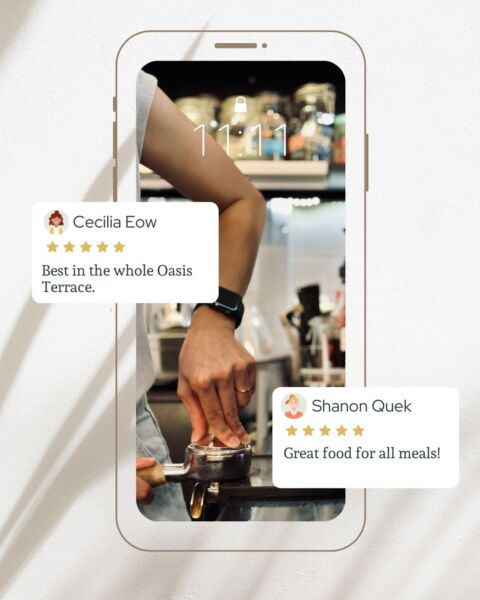 11:11
Cecilia Eow
Best in the whole Oasis
Terrace.
Shanon Quek
Great food for all meals!